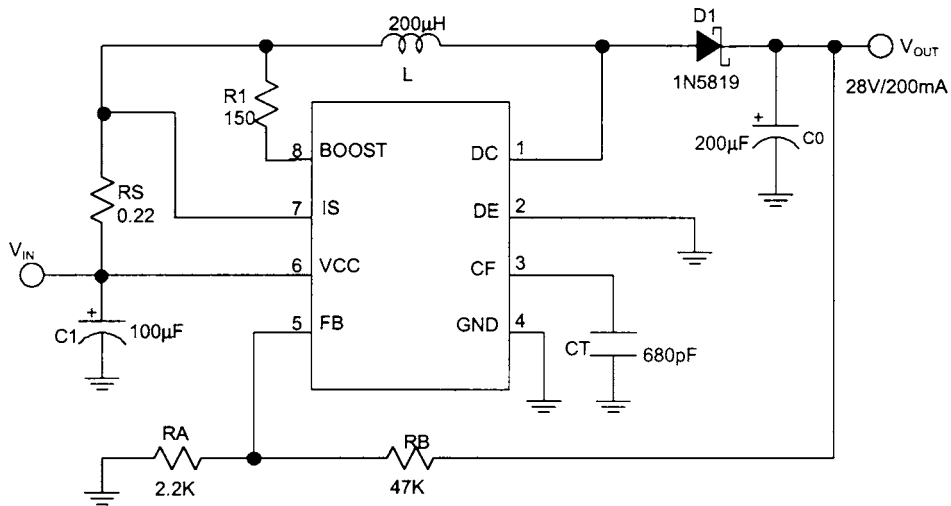 200µH
L
D1
1N5819
V_OUT
28V/200mA
R1
150
200µF
C0
+
8 BOOST
DC 1
RS
0.22
7 IS
DE 2
V_IN
6 VCC
CF 3
+
C1 100µF
5 FB
GND 4
CT
680pF
RA
RB
2.2K
47K